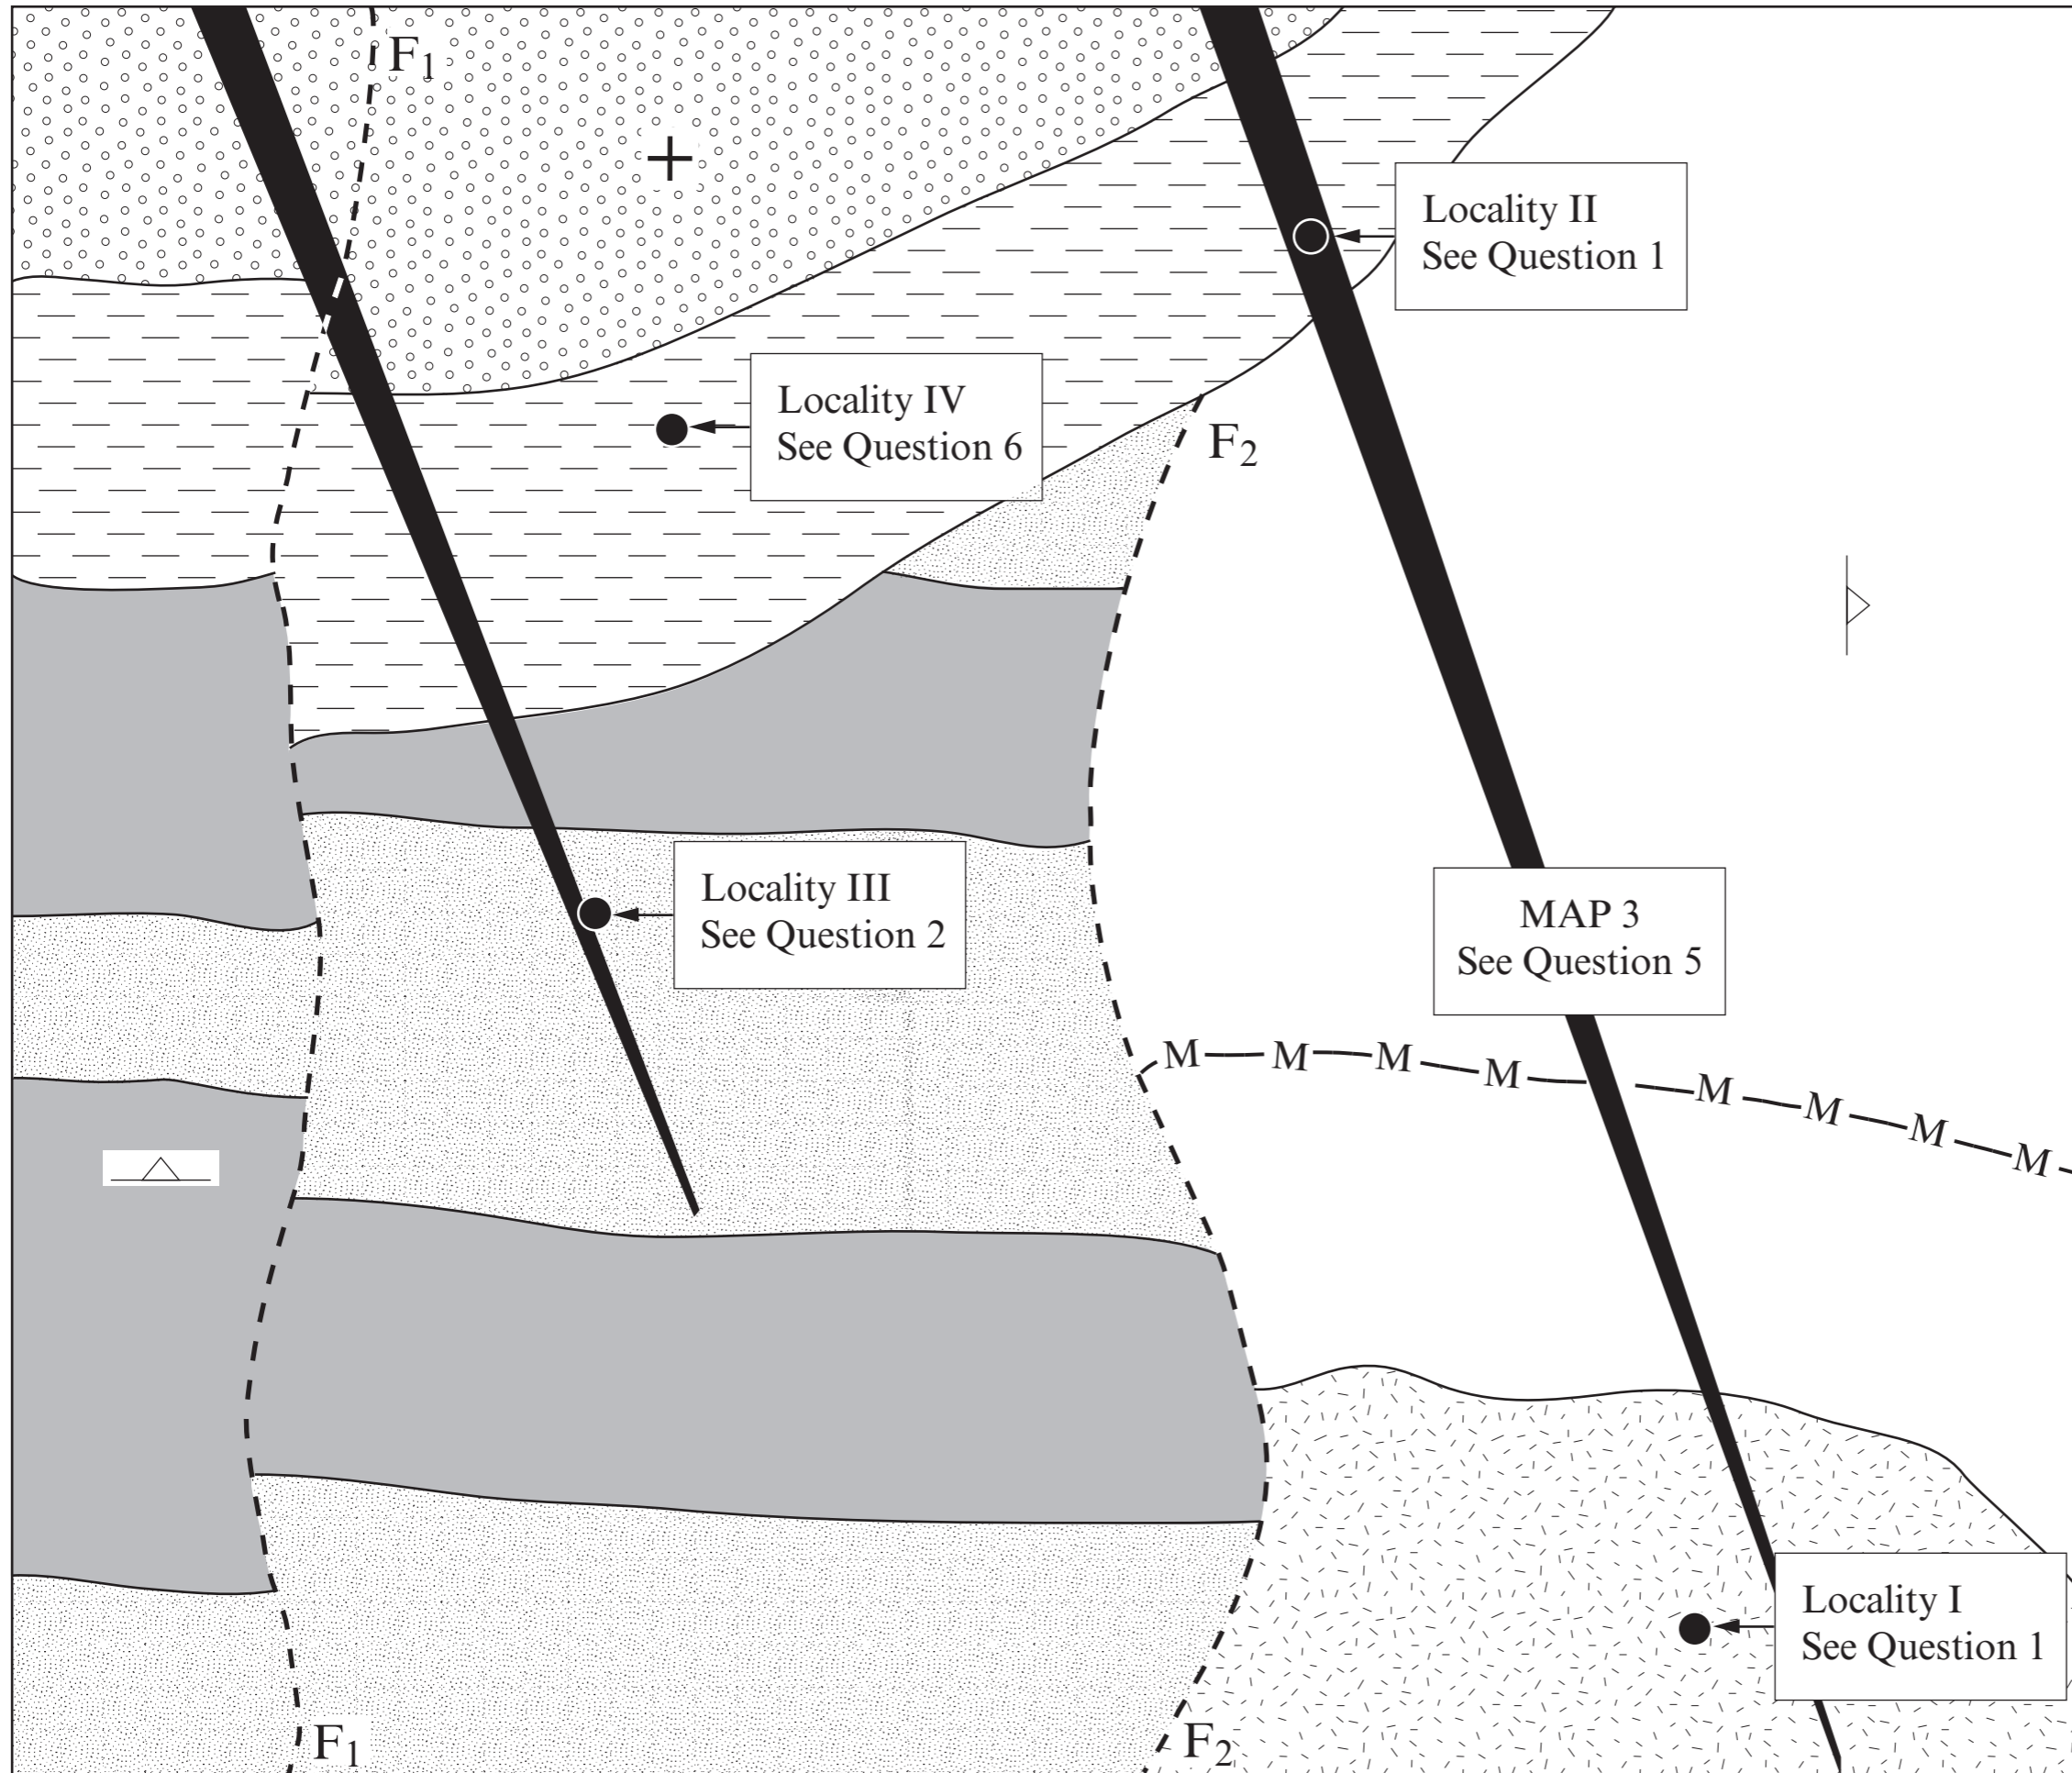 F1
Locality II
See Question 1
Locality IV
See Question 6
F2
Locality III
See Question 2
MAP 3
See Question 5
M M M M M M M M
Locality I
See Question 1
F1
F2